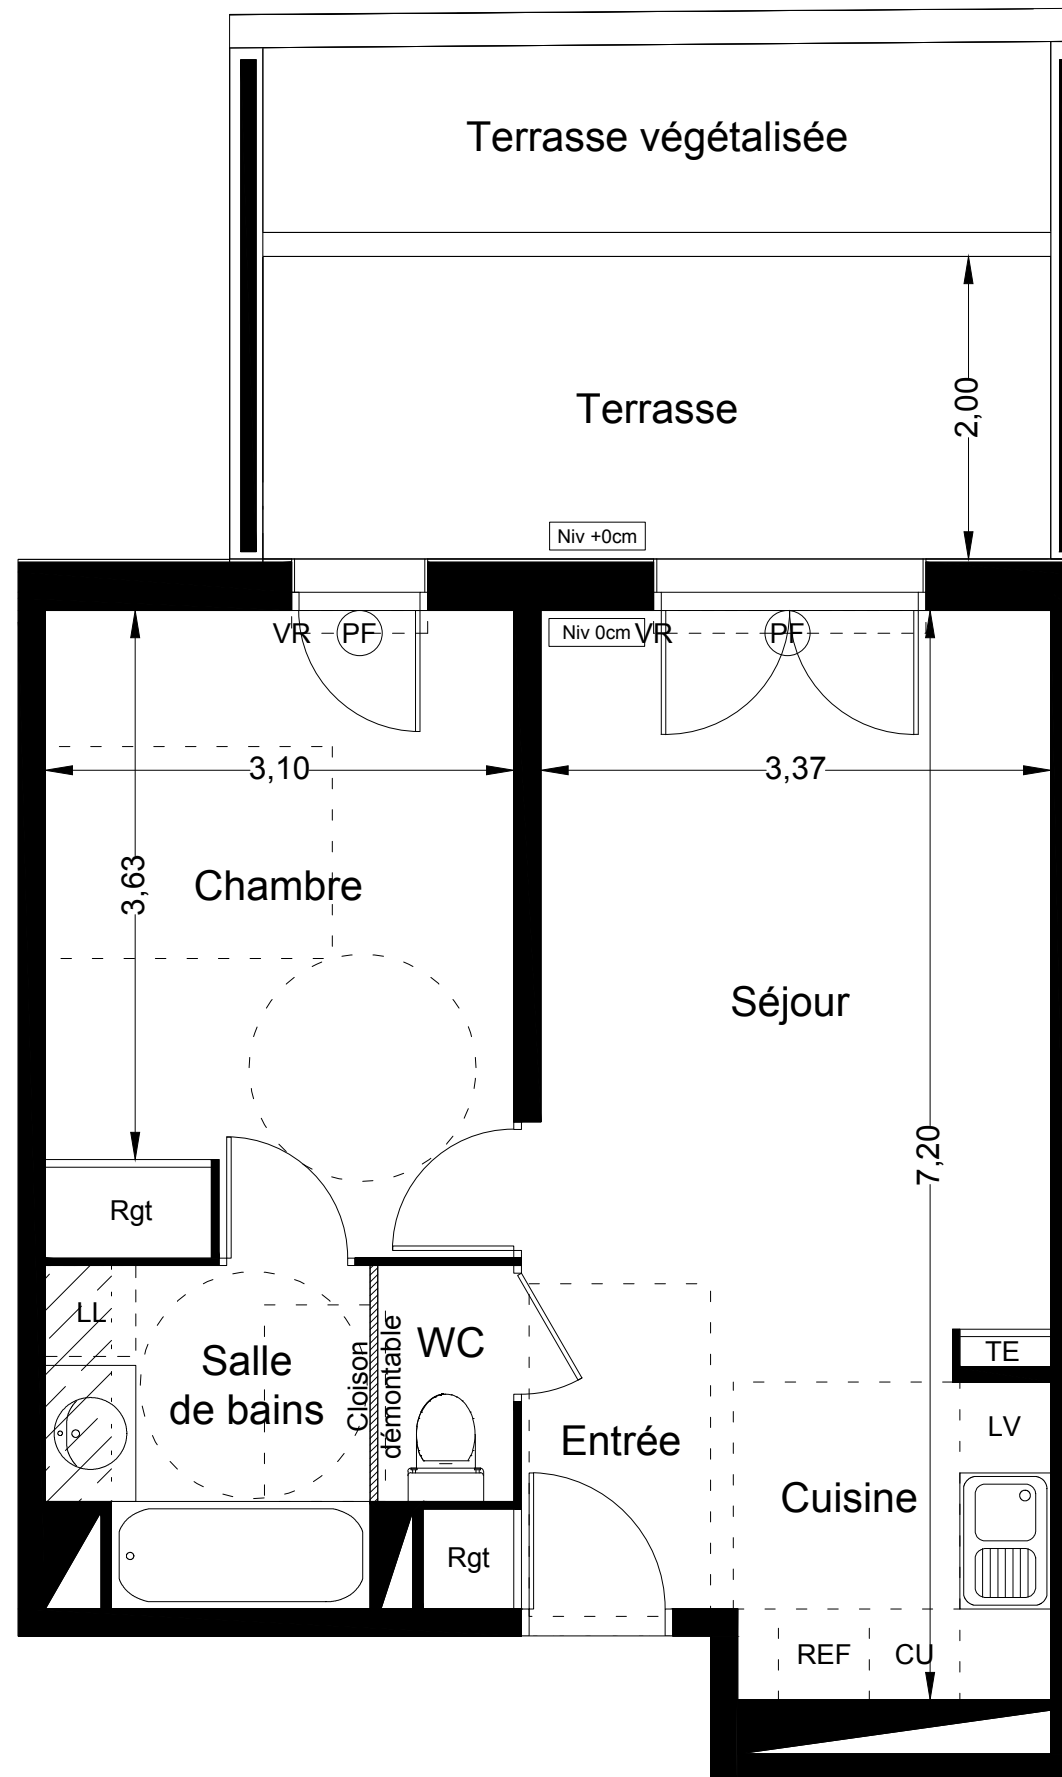 Terrasse végétalisée
Terrasse
2,00
Niv +0cm
VR
PF
Niv 0cm
VR
PF
3,10
3,37
3,63
Chambre
Séjour
7,20
Rgt
LL
Salle
de bains
Cloison
démontable
WC
TE
LV
Entrée
Cuisine
Rgt
REF
CU